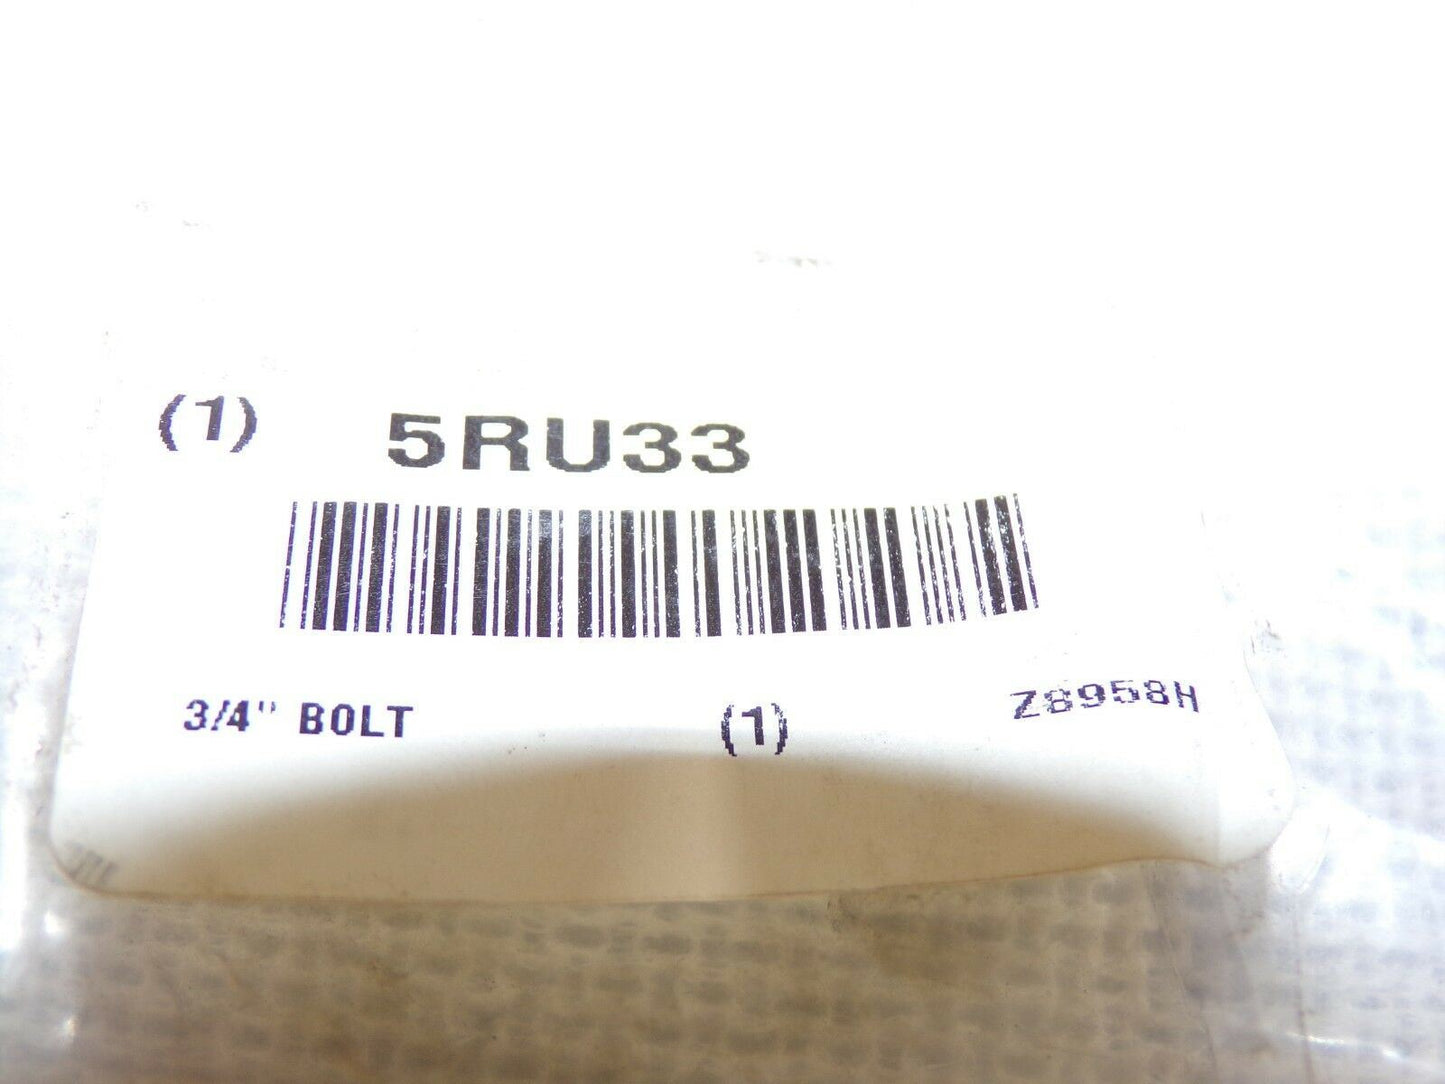 (1) 5RU33
3/4" BOLT (1) Z8958H